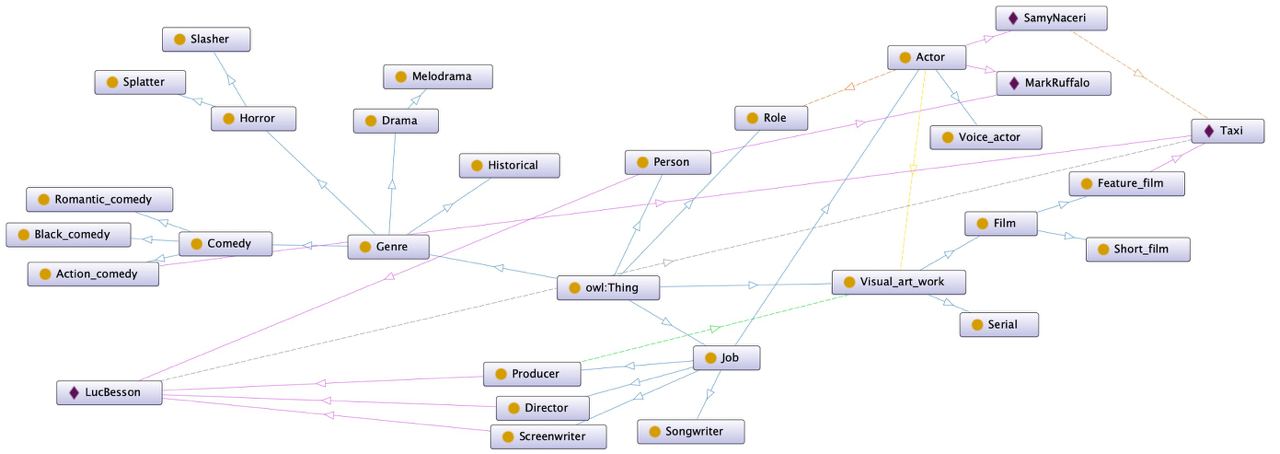 SamyNaceri
Slasher
Actor
Melodrama
Splatter
MarkRuffalo
Horror
Drama
Role
Taxi
Voice_actor
Person
Historical
Feature_film
Romantic_comedy
Film
Black_comedy
Comedy
Genre
Short_film
Action_comedy
owl:Thing
Visual_art_work
Serial
Job
Producer
LucBesson
Director
Screenwriter
Songwriter